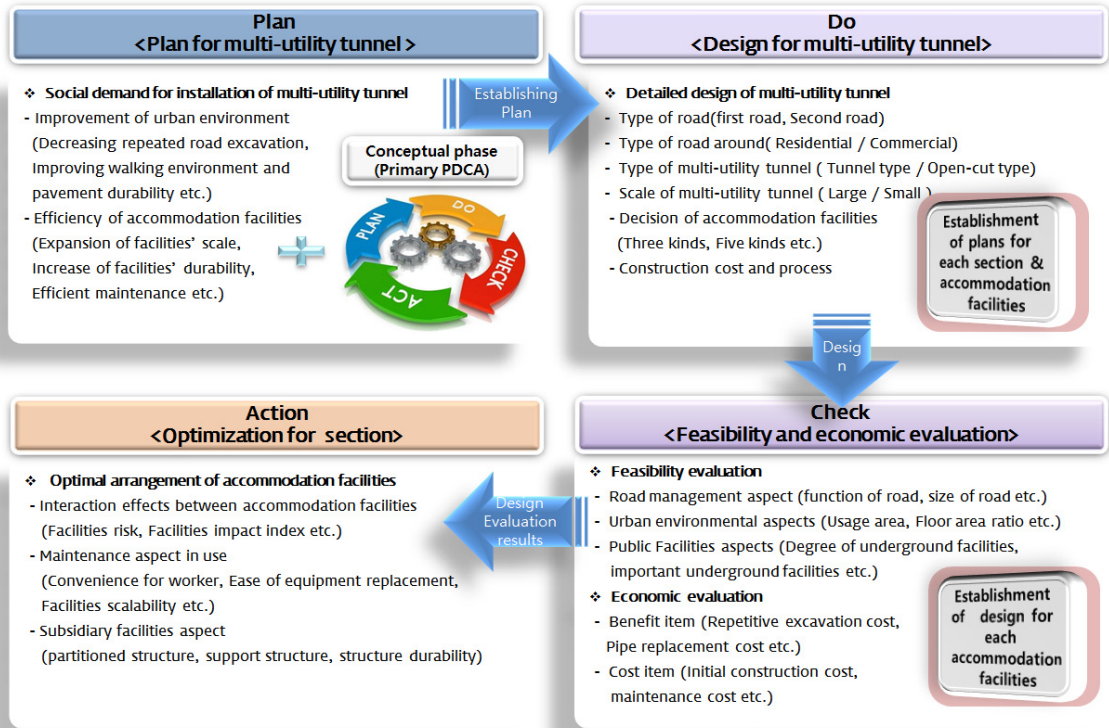 Plan
<Plan for multi-utility tunnel >
❖ Social demand for installation of multi-utility tunnel
- Improvement of urban environment
(Decreasing repeated road excavation,
Improving walking environment and
pavement durability etc.)
- Efficiency of accommodation facilities
(Expansion of facilities’ scale,
Increase of facilities’ durability,
Efficient maintenance etc.)
Conceptual phase
(Primary PDCA)
PLAN
DO
CHECK
ACT
Establishing
Plan
Do
<Design for multi-utility tunnel>
❖ Detailed design of multi-utility tunnel
- Type of road(first road, Second road)
- Type of road around( Residential / Commercial)
- Type of multi-utility tunnel ( Tunnel type / Open-cut type)
- Scale of multi-utility tunnel ( Large / Small )
- Decision of accommodation facilities
(Three kinds, Five kinds etc.)
- Construction cost and process
Establishment
of plans for
each section &
accommodation
facilities
Desig
n
Action
<Optimization for section>
❖ Optimal arrangement of accommodation facilities
- Interaction effects between accommodation facilities
(Facilities risk, Facilities impact index etc.)
- Maintenance aspect in use
(Convenience for worker, Ease of equipment replacement,
Facilities scalability etc.)
- Subsidiary facilities aspect
(partitioned structure, support structure, structure durability)
Design
Evaluation
results
Check
<Feasibility and economic evaluation>
❖ Feasibility evaluation
- Road management aspect (function of road, size of road etc.)
- Urban environmental aspects (Usage area, Floor area ratio etc.)
- Public Facilities aspects (Degree of underground facilities,
important underground facilities etc.)
❖ Economic evaluation
- Benefit item (Repetitive excavation cost,
Pipe replacement cost etc.)
- Cost item (Initial construction cost,
maintenance cost etc.)
Establishment
of design for
each
accommodation
facilities